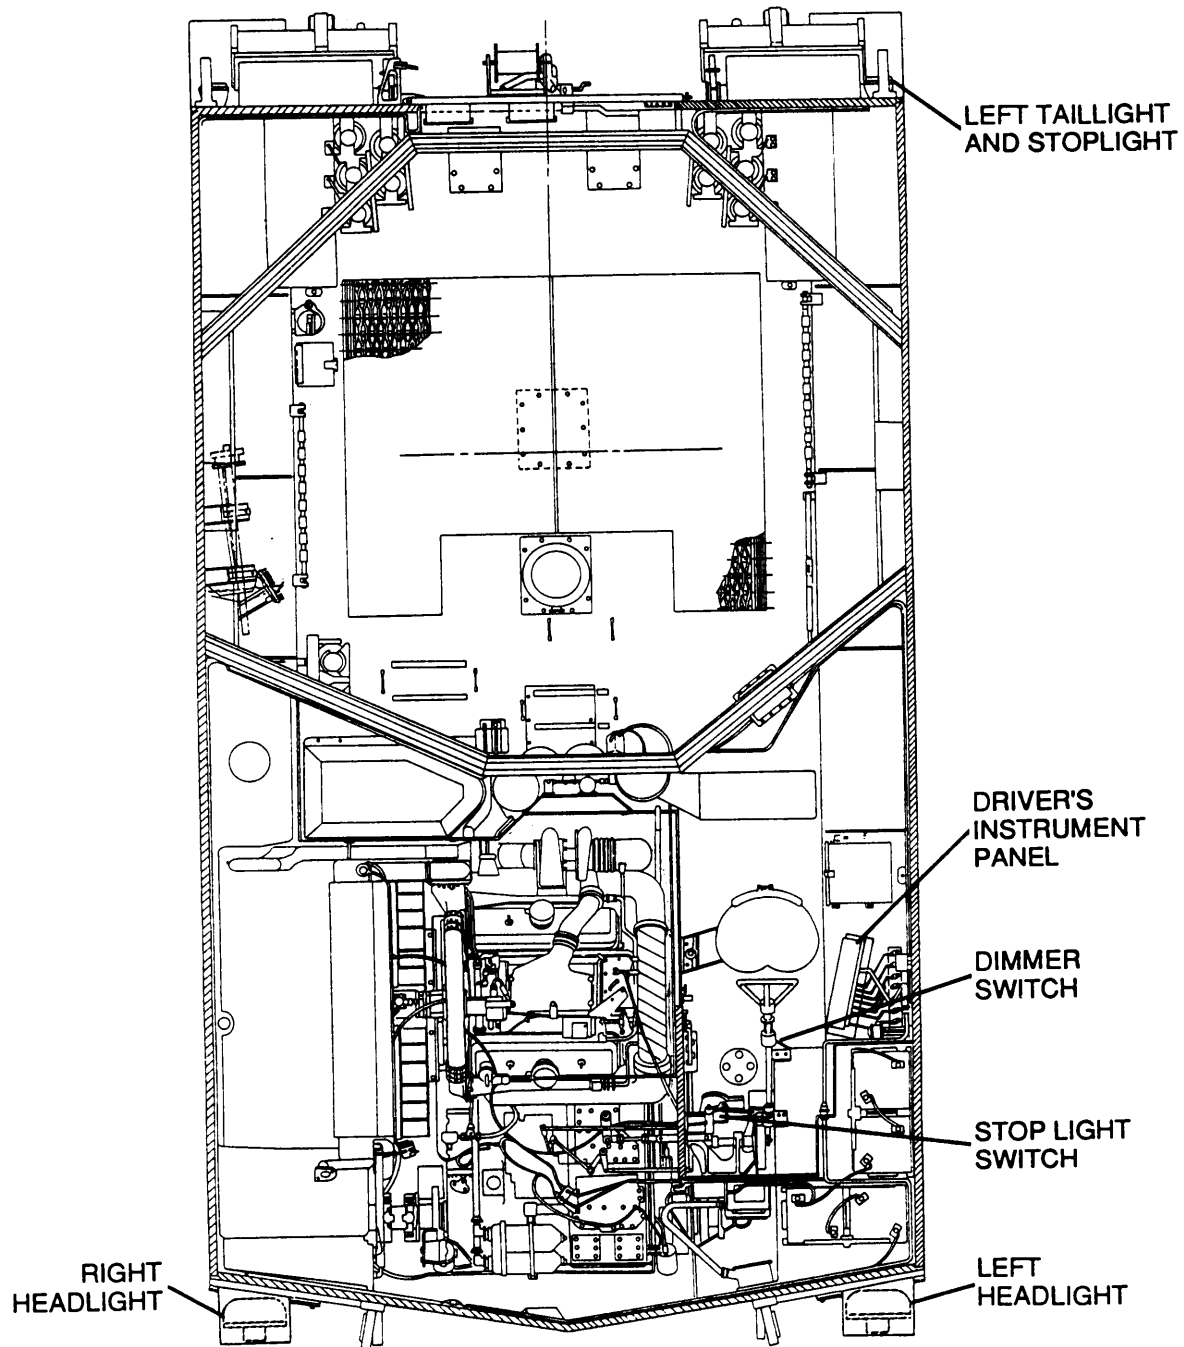 LEFT TAILLIGHT
AND STOPLIGHT
DRIVER'S
INSTRUMENT
PANEL
DIMMER
SWITCH
STOP LIGHT
SWITCH
RIGHT
HEADLIGHT
LEFT
HEADLIGHT